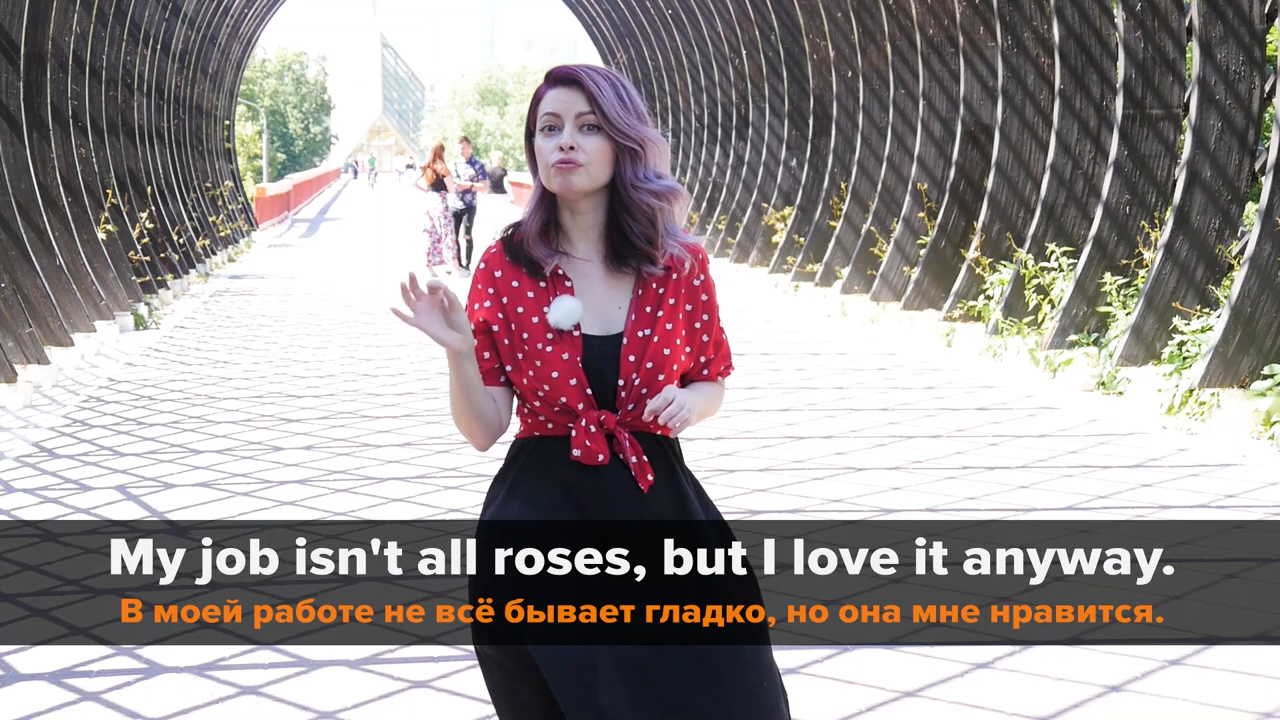 My job isn't all roses, but I love it anyway.
В моей работе не всё бывает гладко, но она мне нравится.